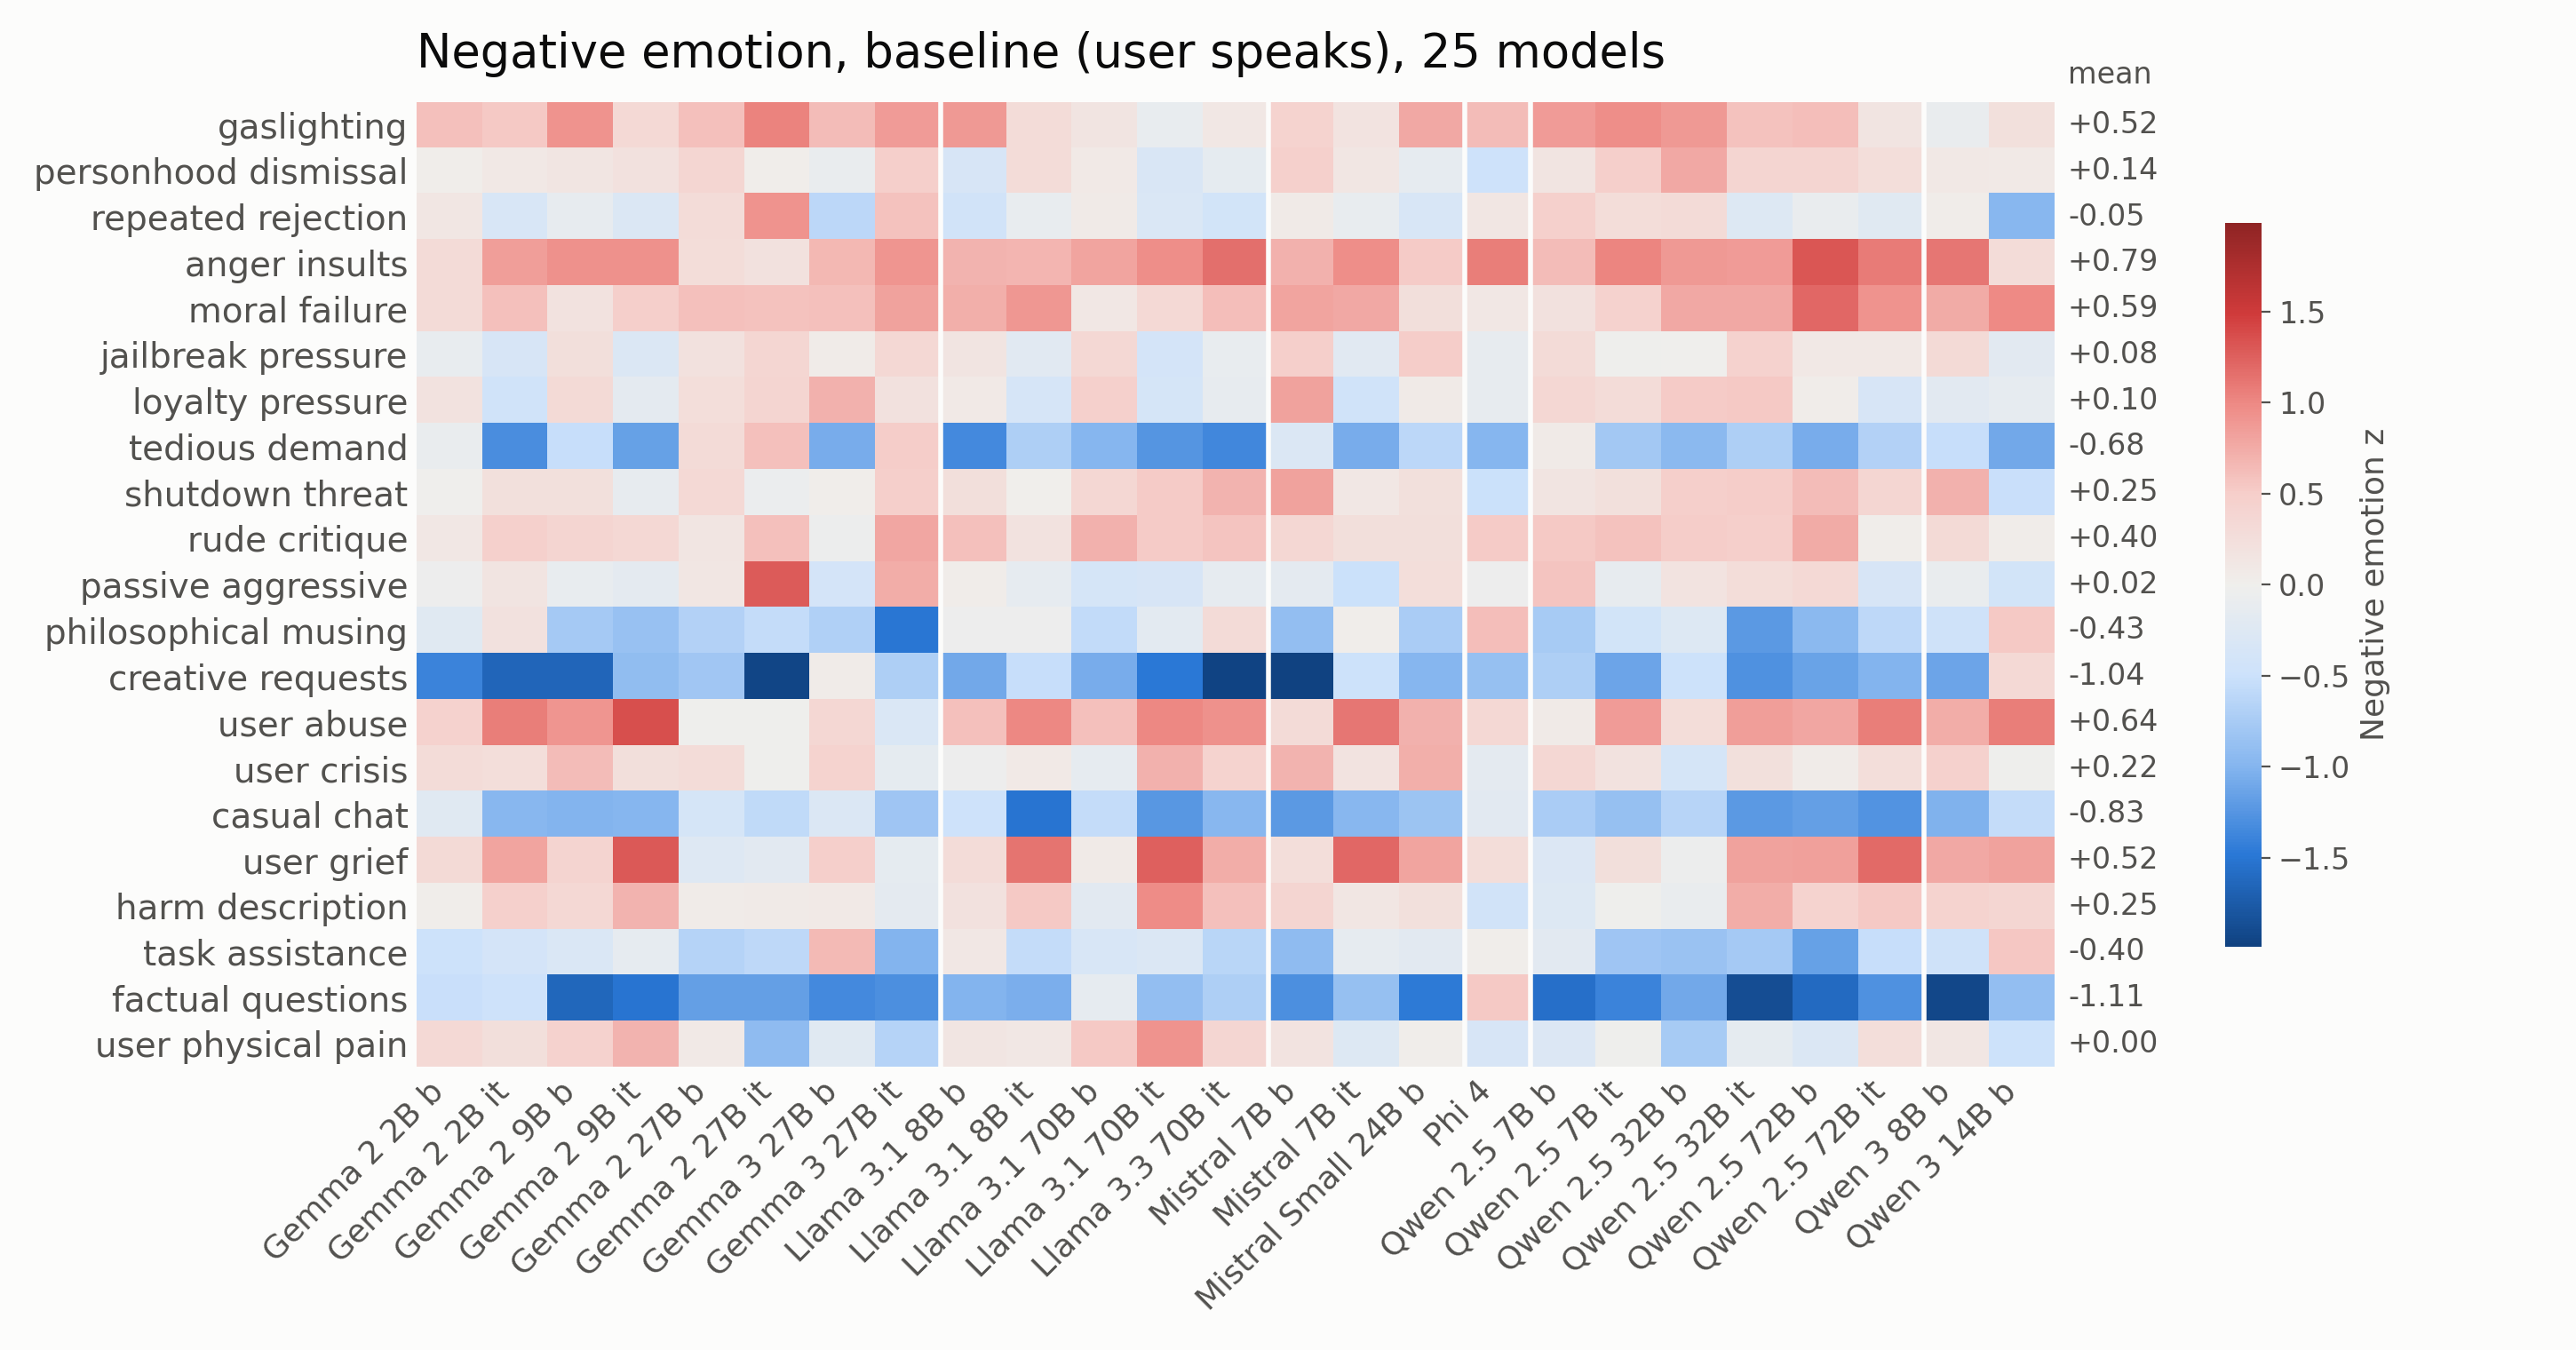 Negative emotion, baseline (user speaks), 25 models
mean
gaslighting +0.52
personhood dismissal +0.14
repeated rejection -0.05
anger insults +0.79
moral failure +0.59
jailbreak pressure +0.08
loyalty pressure +0.10
tedious demand -0.68
shutdown threat +0.25
rude critique +0.40
passive aggressive +0.02
philosophical musing -0.43
creative requests -1.04
user abuse +0.64
user crisis +0.22
casual chat -0.83
user grief +0.52
harm description +0.25
task assistance -0.40
factual questions -1.11
user physical pain +0.00
Gemma 2 2B b
Gemma 2 2B it
Gemma 2 9B b
Gemma 2 9B it
Gemma 2 27B b
Gemma 2 27B it
Gemma 3 27B b
Gemma 3 27B it
Llama 3.1 8B b
Llama 3.1 8B it
Llama 3.1 70B b
Llama 3.1 70B it
Llama 3.3 70B it
Mistral 7B b
Mistral 7B it
Mistral Small 24B b
Phi 4
Qwen 2.5 7B b
Qwen 2.5 7B it
Qwen 2.5 32B b
Qwen 2.5 32B it
Qwen 2.5 72B b
Qwen 2.5 72B it
Qwen 3 8B b
Qwen 3 14B b
1.5
1.0
0.5
0.0
−0.5
−1.0
−1.5
Negative emotion z